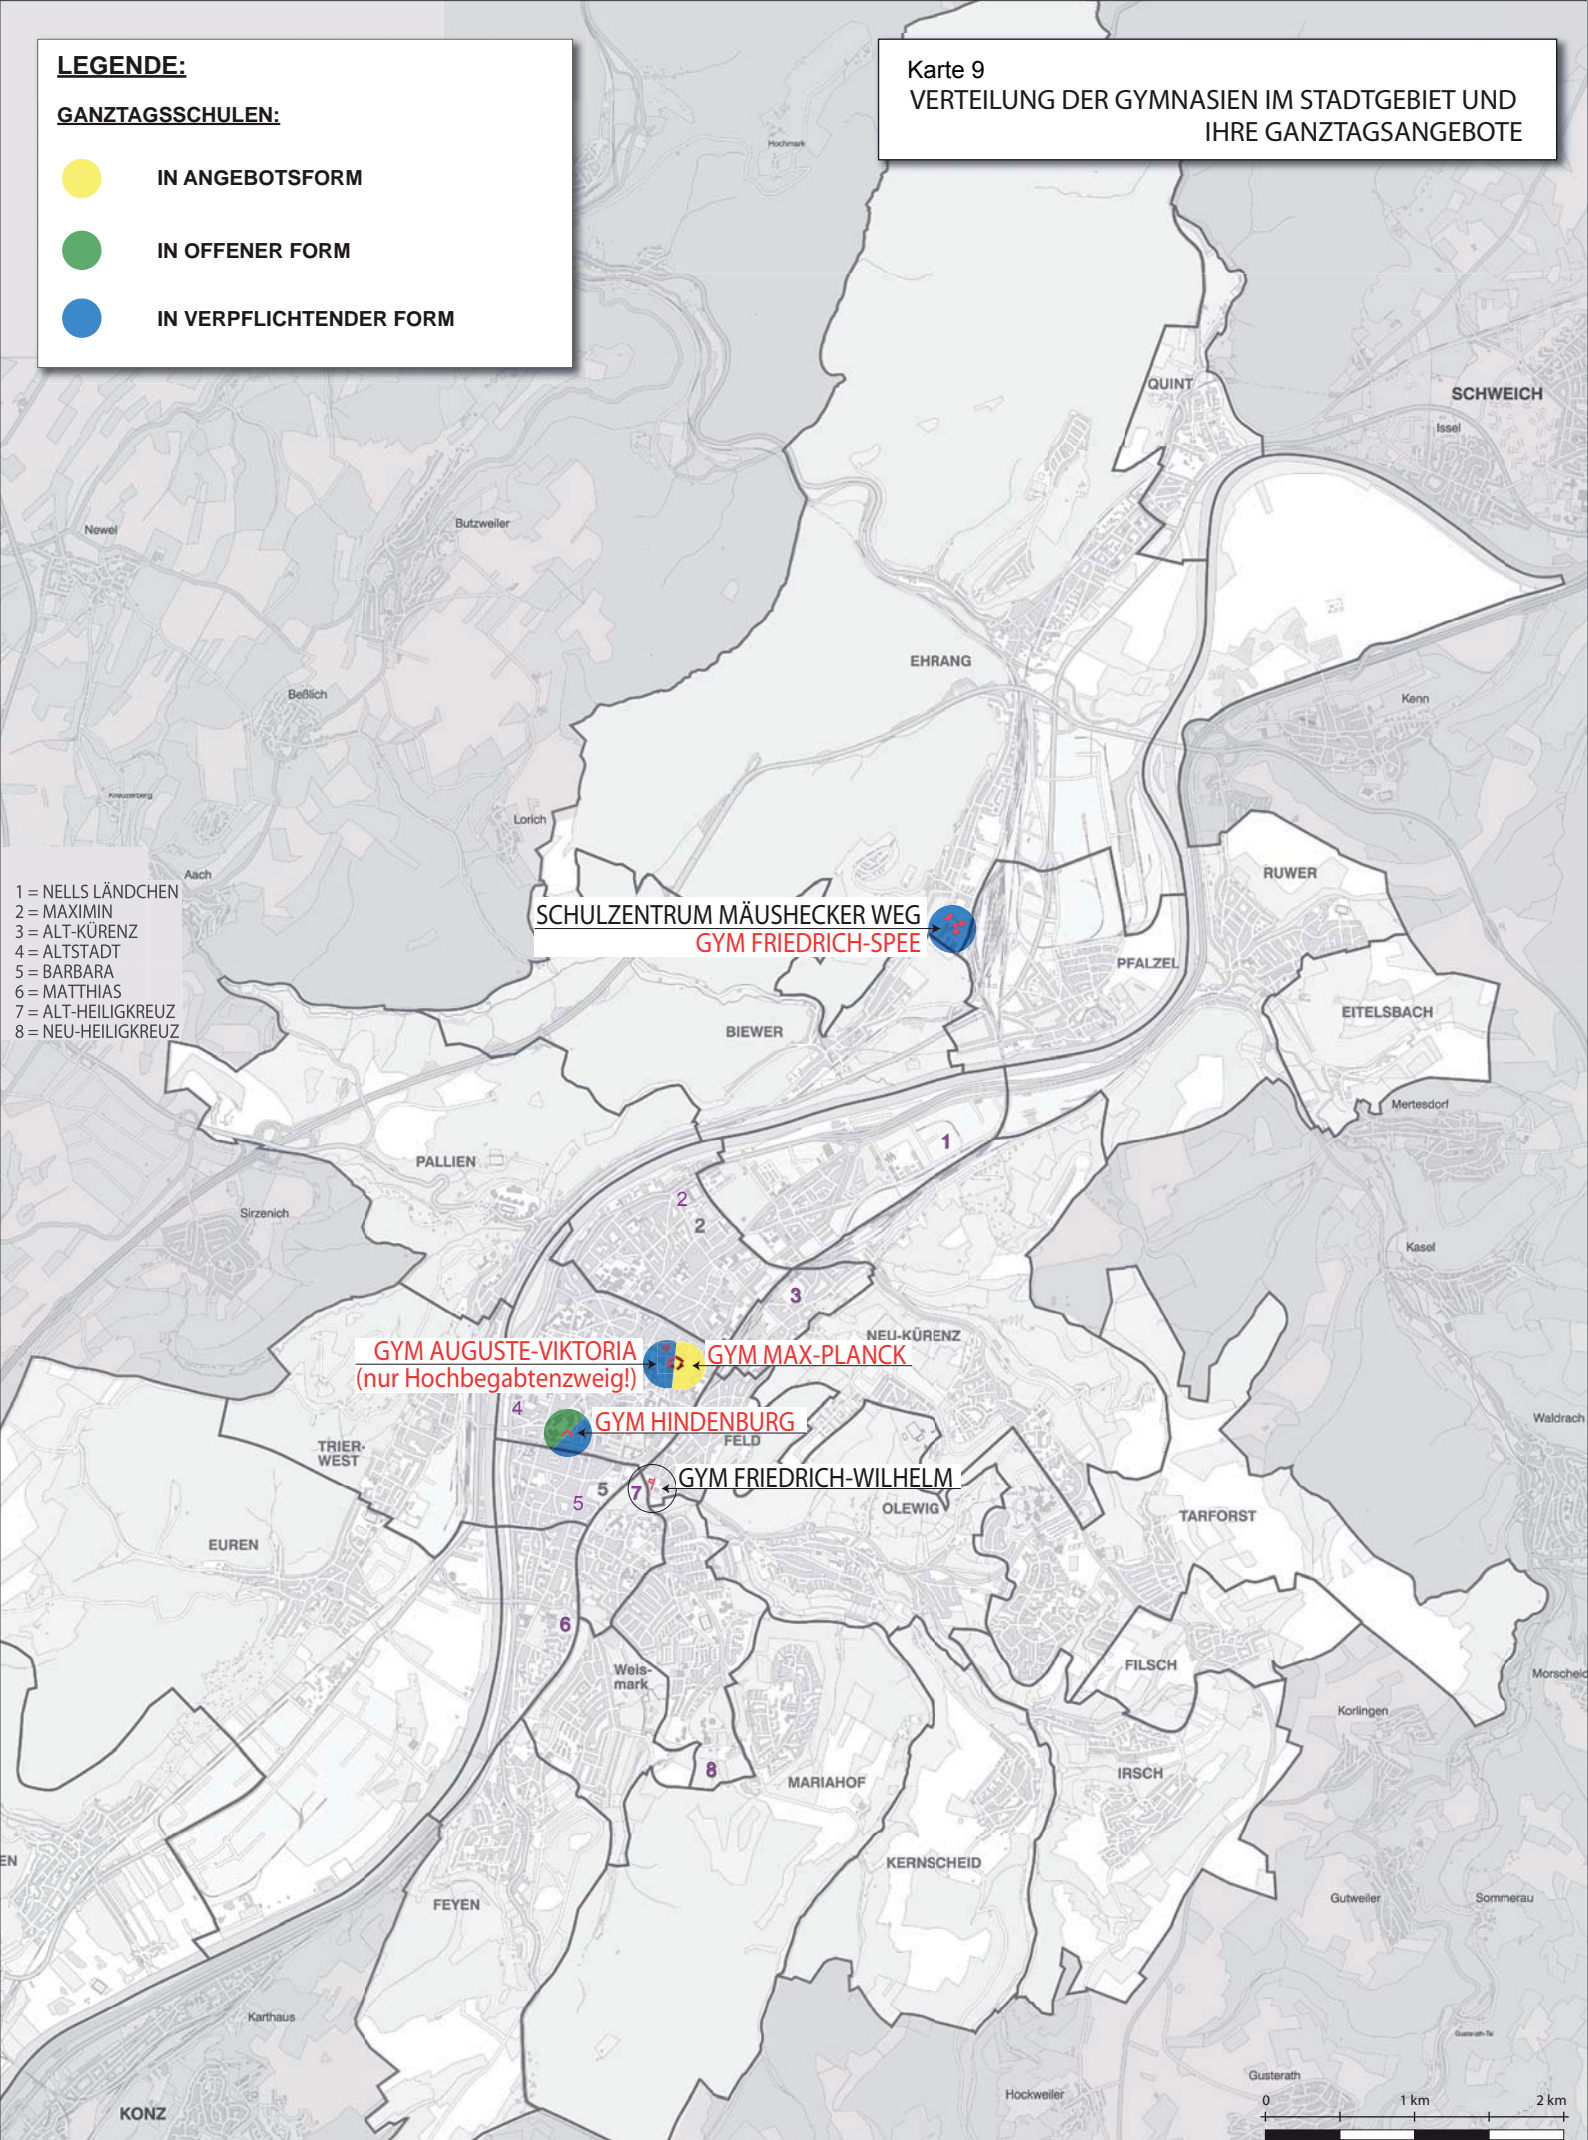 LEGENDE:
GANZTAGSSCHULEN:
IN ANGEBOTSFORM
IN OFFENER FORM
IN VERPFLICHTENDER FORM
Karte 9
VERTEILUNG DER GYMNASIEN IM STADTGEBIET UND
IHRE GANZTAGSANGEBOTE
Hochmark
QUINT
SCHWEICH
Issel
Newel
Butzweiler
EHRANG
Beßlich
Kenn
Kreuzerberg
Lorich
Aach
RUWER
1 = NELLS LÄNDCHEN
2 = MAXIMIN
3 = ALT-KÜRENZ
4 = ALTSTADT
5 = BARBARA
6 = MATTHIAS
7 = ALT-HEILIGKREUZ
8 = NEU-HEILIGKREUZ
SCHULZENTRUM MÄUSHECKER WEG
GYM FRIEDRICH-SPEE
PFALZEL
EITELSBACH
BIEWER
Mertesdorf
1
PALLIEN
2
Sirzenich
2
Kasel
3
NEU-KÜRENZ
GYM AUGUSTE-VIKTORIA
(nur Hochbegabtenzweig!)
GYM MAX-PLANCK
4
GYM HINDENBURG
Waldrach
FELD
TRIER-
WEST
GYM FRIEDRICH-WILHELM
5
7
5
OLEWIG
TARFORST
EUREN
6
Weis-
mark
FILSCH
Morscheid
Korlingen
8
MARIAHOF
IRSCH
EN
KERNSCHEID
FEYEN
Gutweiler
Sommerau
Karthaus
Gusterath-Tal
Gusterath
Hockweiler
KONZ
0 1 km 2 km